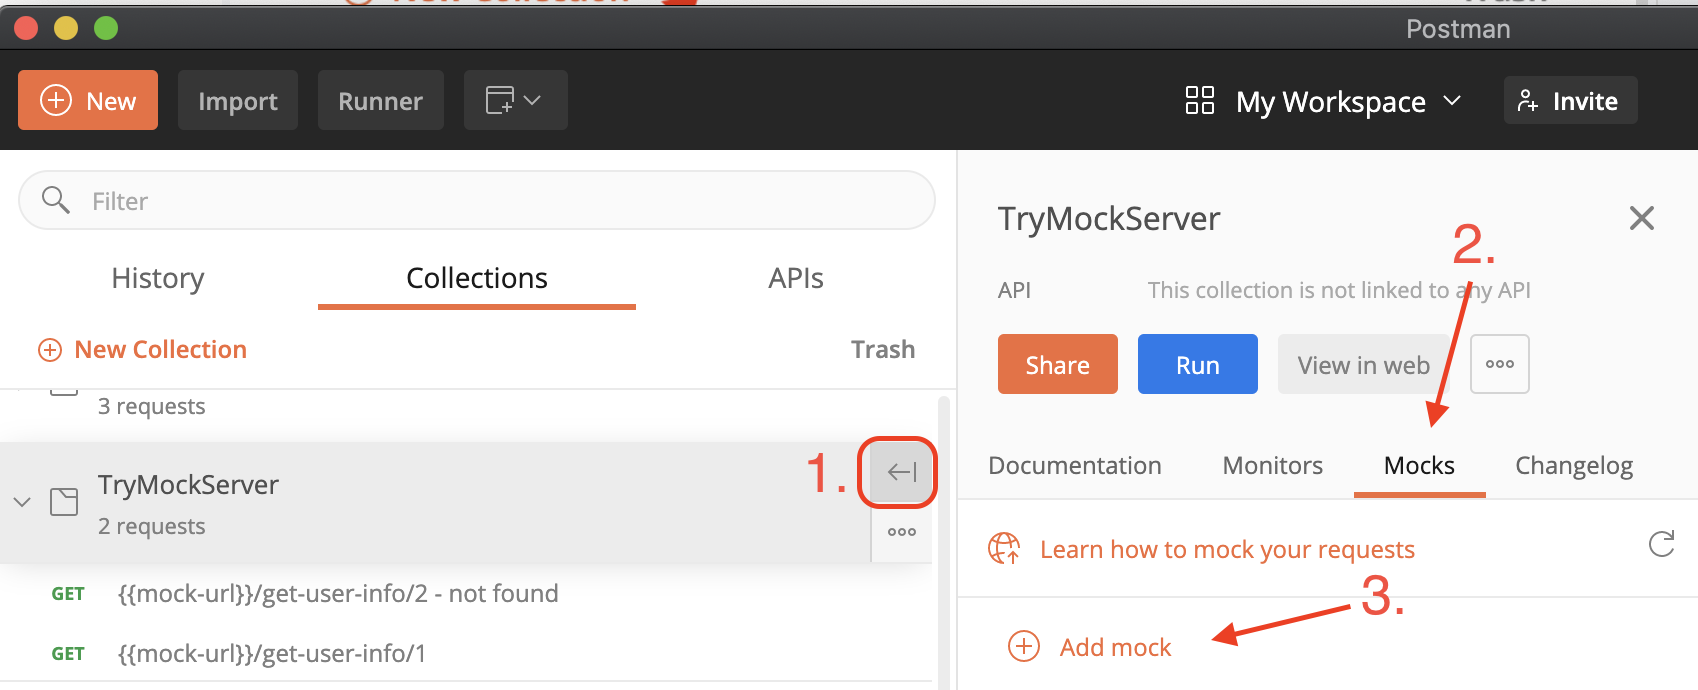 New Collection
Trash
Postman
New
Import
Runner
My Workspace
Invite
Filter
History
Collections
APIs
New Collection
Trash
3 requests
TryMockServer
2 requests
1.
GET {{mock-url}}/get-user-info/2 - not found
GET {{mock-url}}/get-user-info/1
TryMockServer
2.
API This collection is not linked to any API
Share
Run
View in web
Documentation
Monitors
Mocks
Changelog
Learn how to mock your requests
3.
Add mock